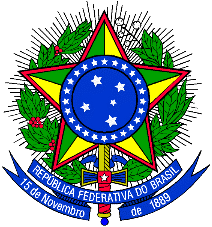 REPÚBLICA FEDERATIVA DO BRASIL
15 de Novembro de 1889